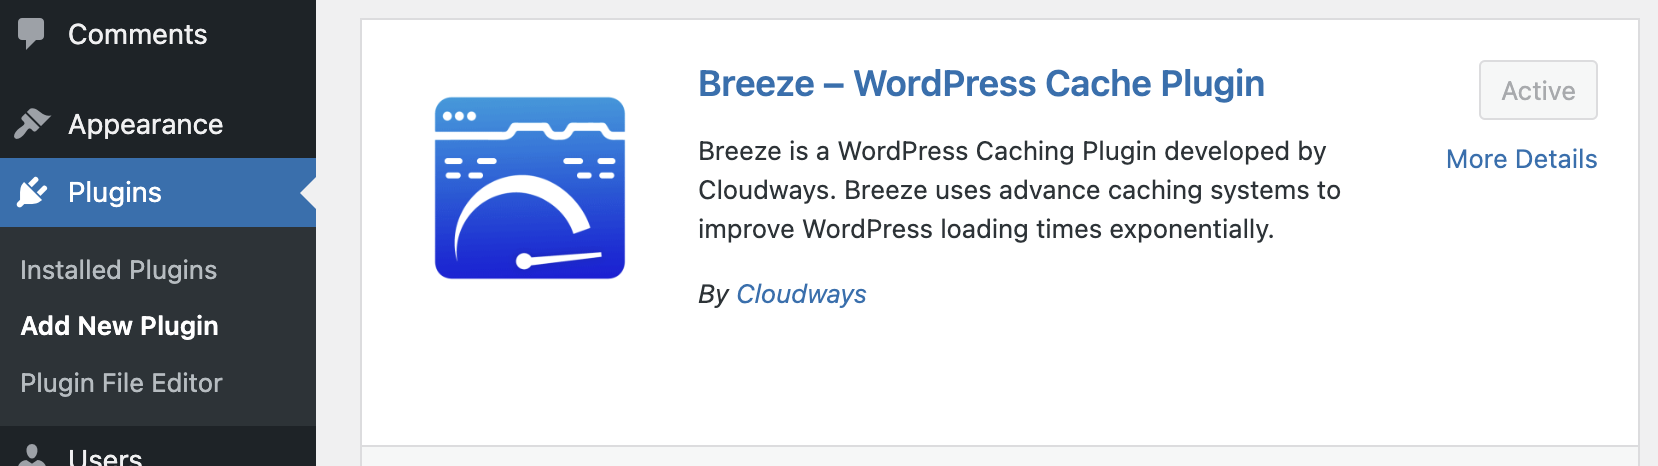 Comments
Appearance
Plugins
Installed Plugins
Add New Plugin
Plugin File Editor
Users
Breeze – WordPress Cache Plugin
Breeze is a WordPress Caching Plugin developed by
Cloudways. Breeze uses advance caching systems to
improve WordPress loading times exponentially.
By Cloudways
Active
More Details